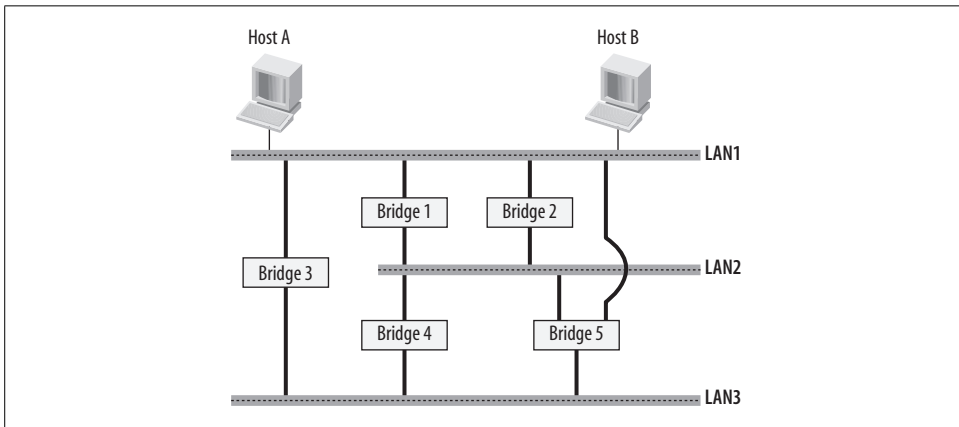 Host A
Host B
LAN1
Bridge 1
Bridge 2
Bridge 3
LAN2
Bridge 4
Bridge 5
LAN3